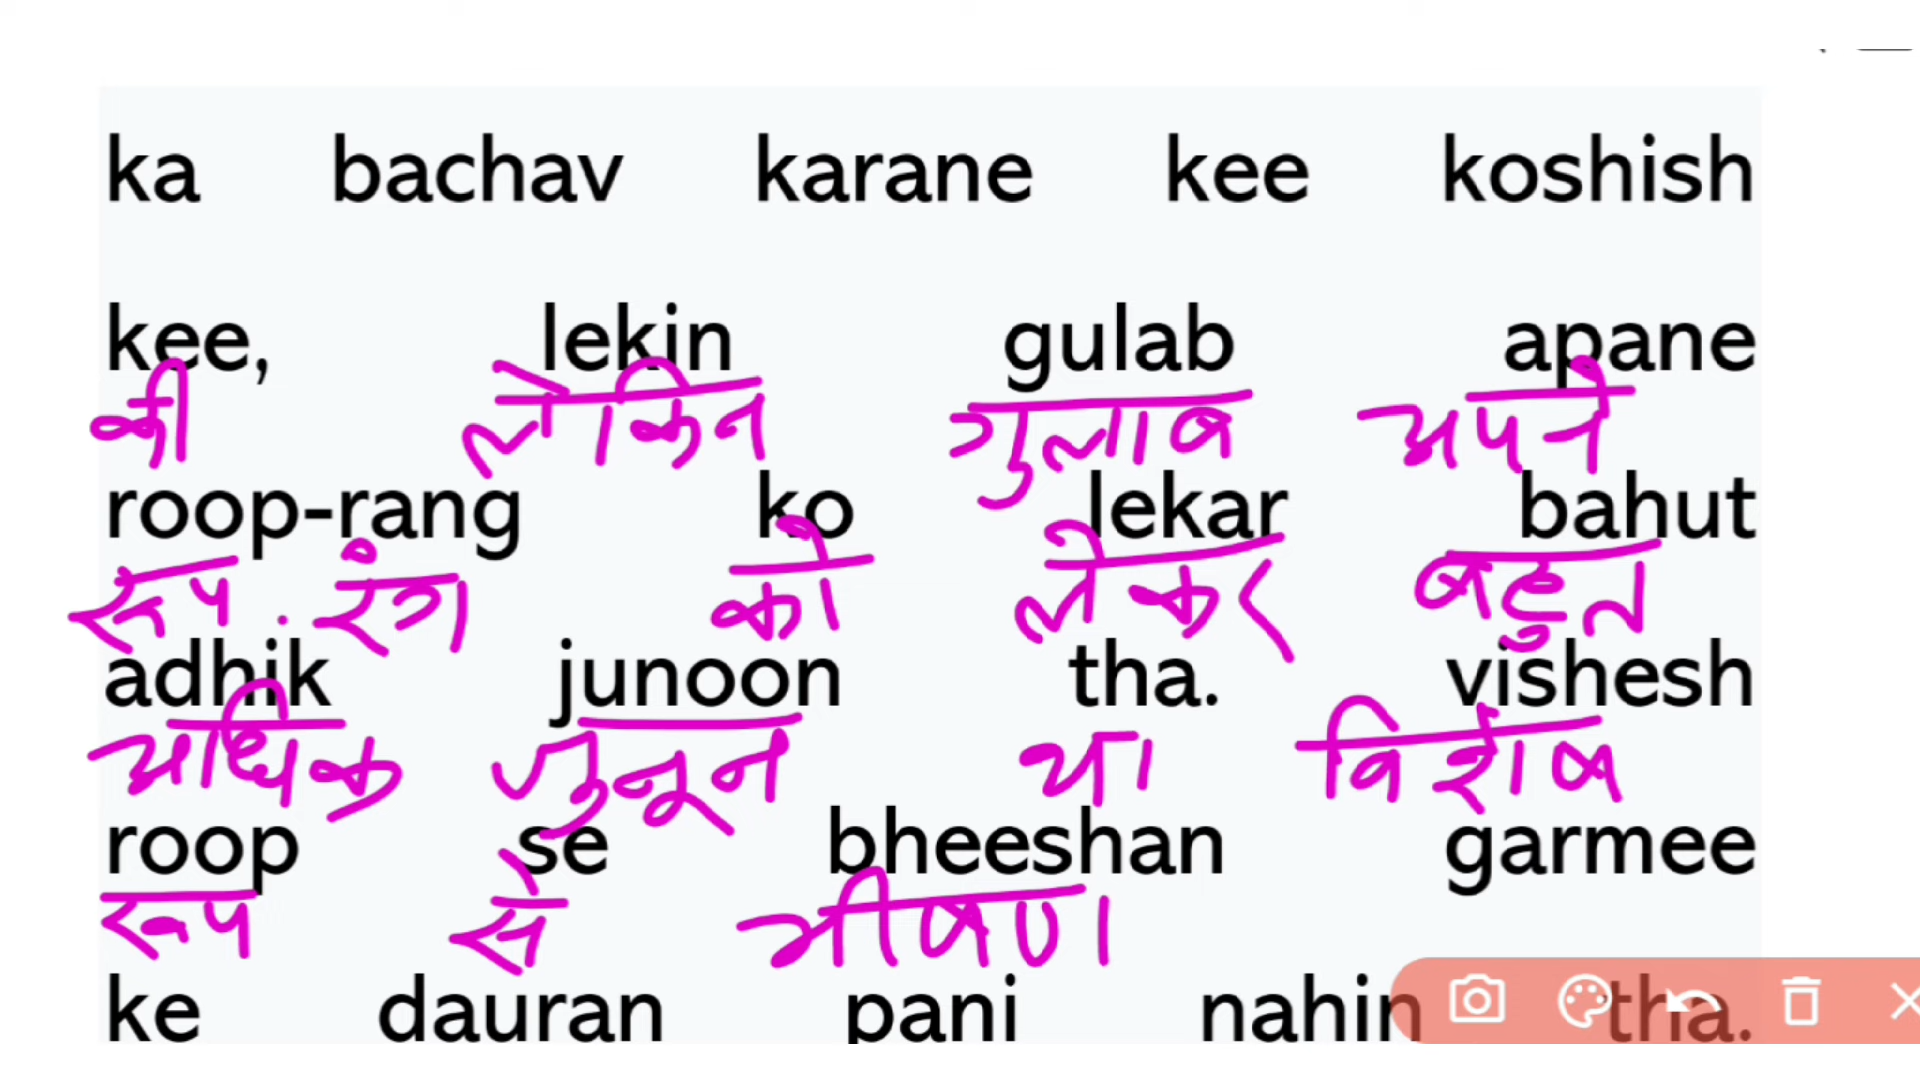 ka bachav karane kee koshish
kee, lekin gulab apane
की लेकिन गुलाब अपने
roop-rang ko lekar bahut
रूप . रंग को लेकर बहुत
adhik junoon tha. vishesh
अधिक जुनून था विशेष
roop se bheeshan garmee
रूप से भीषण
ke dauran pani nahin tha.